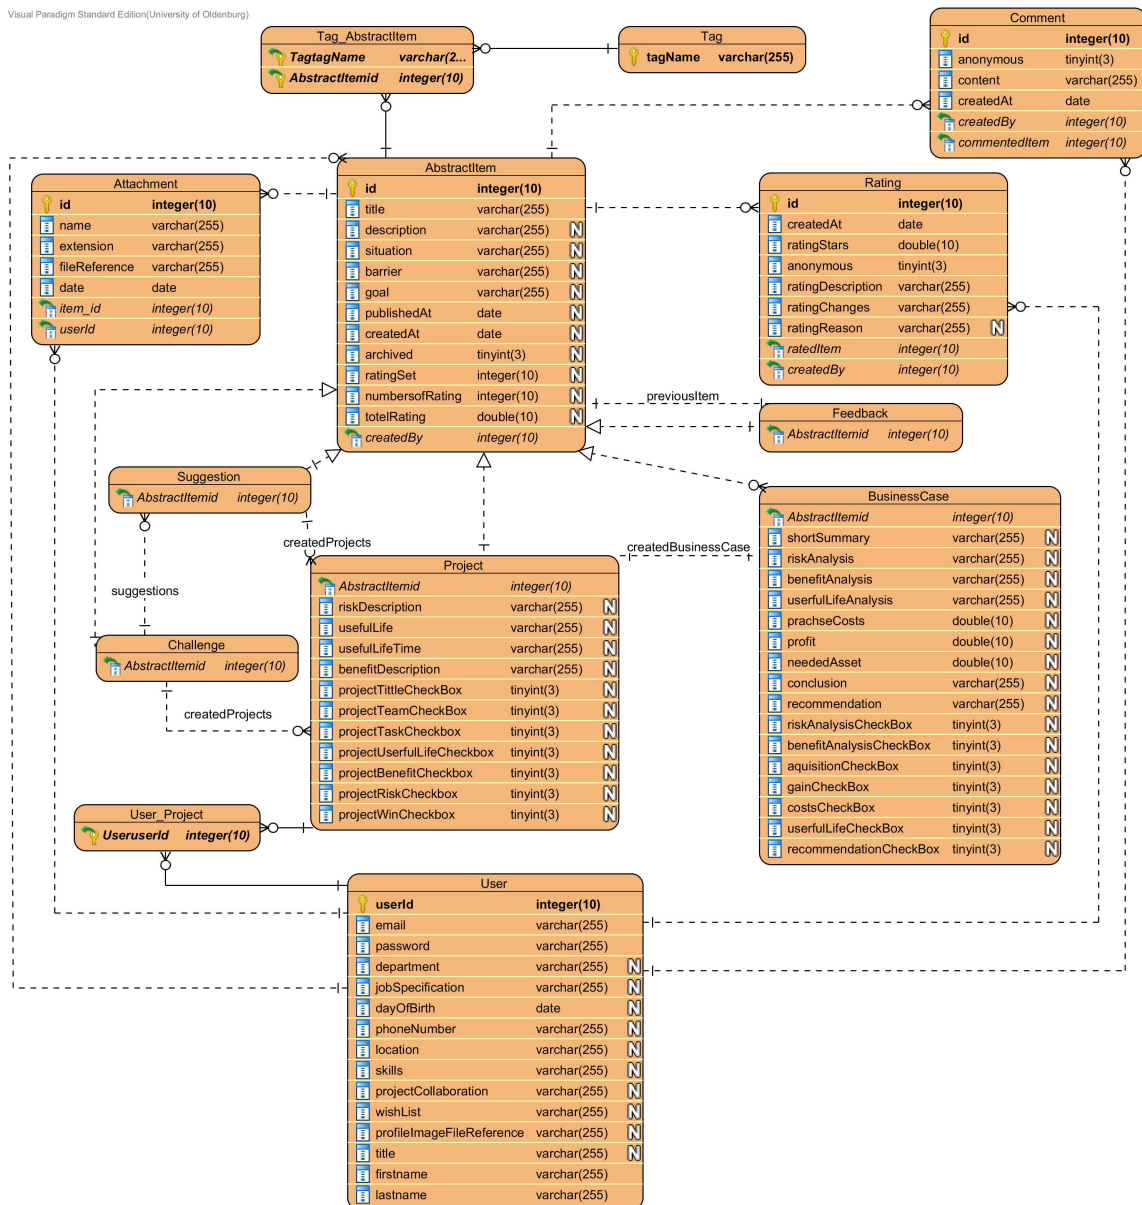 Visual Paradigm Standard Edition(University of Oldenburg)
Tag_AbstractItem
TagtagName varchar(2...
AbstractItemid integer(10)
Tag
tagName varchar(255)
Comment
id integer(10)
anonymous tinyint(3)
content varchar(255)
createdAt date
createdBy integer(10)
commentedItem integer(10)
Attachment
id integer(10)
name varchar(255)
extension varchar(255)
fileReference varchar(255)
date date
item_id integer(10)
userId integer(10)
AbstractItem
id integer(10)
title varchar(255)
description varchar(255) N
situation varchar(255) N
barrier varchar(255) N
goal varchar(255) N
publishedAt date N
createdAt date N
archived tinyint(3) N
ratingSet integer(10) N
numbersofRating integer(10) N
totelRating double(10) N
createdBy integer(10)
Rating
id integer(10)
createdAt date
ratingStars double(10)
anonymous tinyint(3)
ratingDescription varchar(255)
ratingChanges varchar(255)
ratingReason varchar(255) N
ratedItem integer(10)
createdBy integer(10)
previousItem
Feedback
AbstractItemid integer(10)
Suggestion
AbstractItemid integer(10)
createdProjects
suggestions
Challenge
AbstractItemid integer(10)
createdProjects
createdBusinessCase
Project
AbstractItemid integer(10)
riskDescription varchar(255) N
usefulLife varchar(255) N
usefulLifeTime varchar(255) N
benefitDescription varchar(255) N
projectTittleCheckBox tinyint(3) N
projectTeamCheckBox tinyint(3) N
projectTaskCheckbox tinyint(3) N
projectUserfulLifeCheckbox tinyint(3) N
projectBenefitCheckbox tinyint(3) N
projectRiskCheckbox tinyint(3) N
projectWinCheckbox tinyint(3) N
BusinessCase
AbstractItemid integer(10)
shortSummary varchar(255) N
riskAnalysis varchar(255) N
benefitAnalysis varchar(255) N
userfulLifeAnalysis varchar(255) N
prachseCosts double(10) N
profit double(10) N
neededAsset double(10) N
conclusion varchar(255) N
recommendation varchar(255) N
riskAnalysisCheckBox tinyint(3) N
benefitAnalysisCheckBox tinyint(3) N
aquisitionCheckBox tinyint(3) N
gainCheckBox tinyint(3) N
costsCheckBox tinyint(3) N
userfulLifeCheckBox tinyint(3) N
recommendationCheckBox tinyint(3) N
User_Project
UseruserId integer(10)
User
userId integer(10)
email varchar(255)
password varchar(255)
department varchar(255) N
jobSpecification varchar(255) N
dayOfBirth date N
phoneNumber varchar(255) N
location varchar(255) N
skills varchar(255) N
projectCollaboration varchar(255) N
wishList varchar(255) N
profileImageFileReference varchar(255) N
title varchar(255) N
firstname varchar(255)
lastname varchar(255)